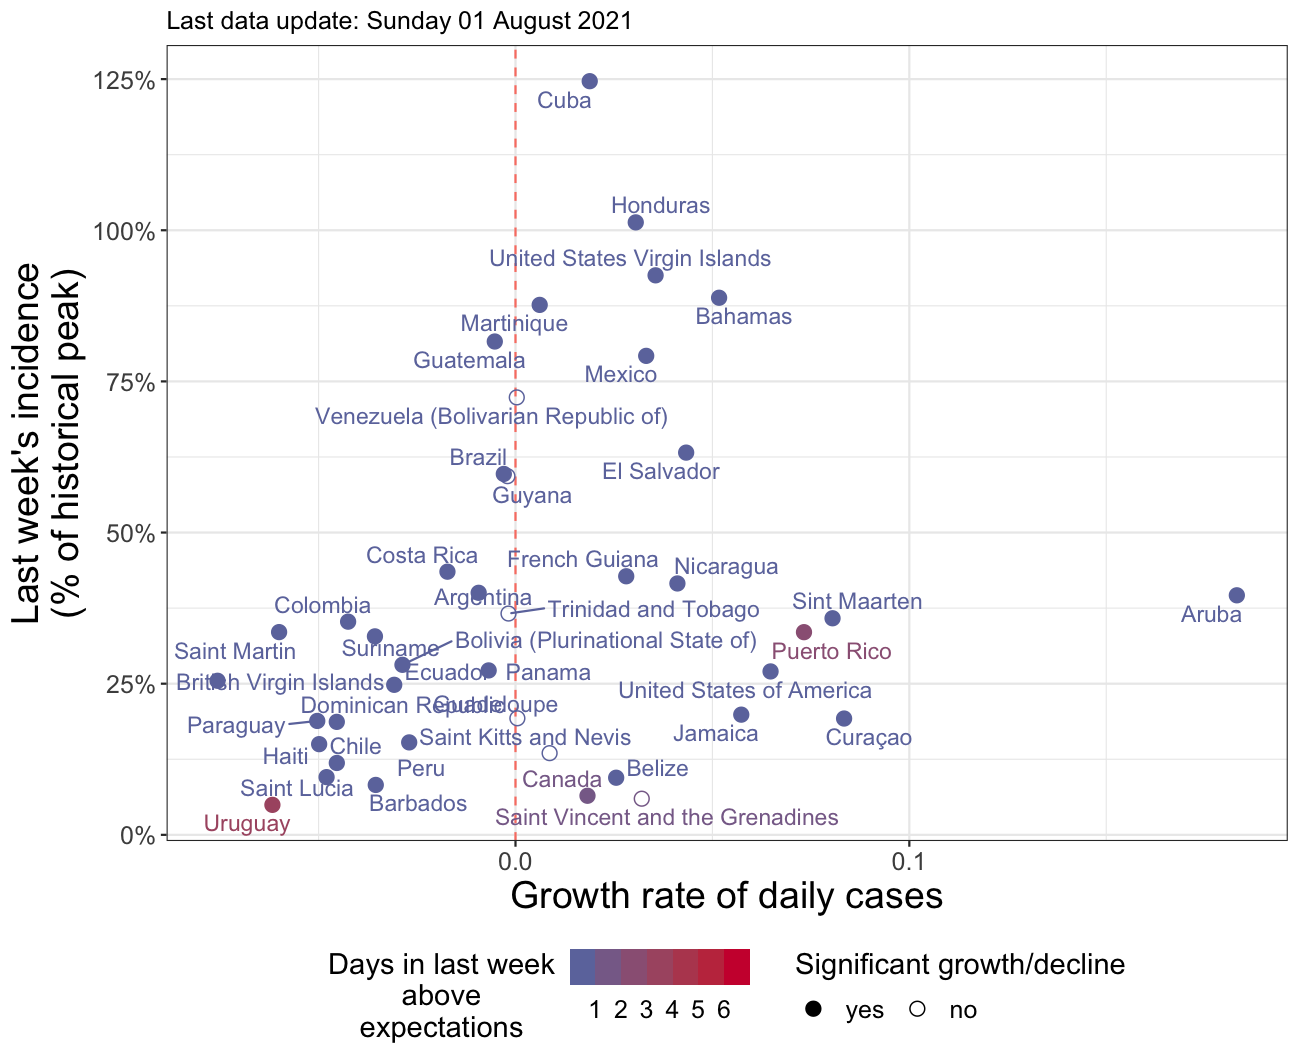 Last data update: Sunday 01 August 2021
125%
100%
75%
50%
25%
0%
Last week's incidence
(% of historical peak)
Cuba
Honduras
United States Virgin Islands
Bahamas
Martinique
Guatemala
Mexico
Venezuela (Bolivarian Republic of)
Brazil
El Salvador
Guyana
Costa Rica
French Guiana
Nicaragua
Argentina
Colombia
Trinidad and Tobago
Sint Maarten
Aruba
Saint Martin
Suriname
Bolivia (Plurinational State of)
Puerto Rico
British Virgin Islands
Ecuador
Panama
United States of America
Dominican Republic
Guadeloupe
Paraguay
Saint Kitts and Nevis
Jamaica
Curaçao
Haiti
Chile
Peru
Belize
Canada
Saint Lucia
Barbados
Saint Vincent and the Grenadines
Uruguay
0.0
0.1
Growth rate of daily cases
Days in last week
above
expectations
1 2 3 4 5 6
Significant growth/decline
yes
no